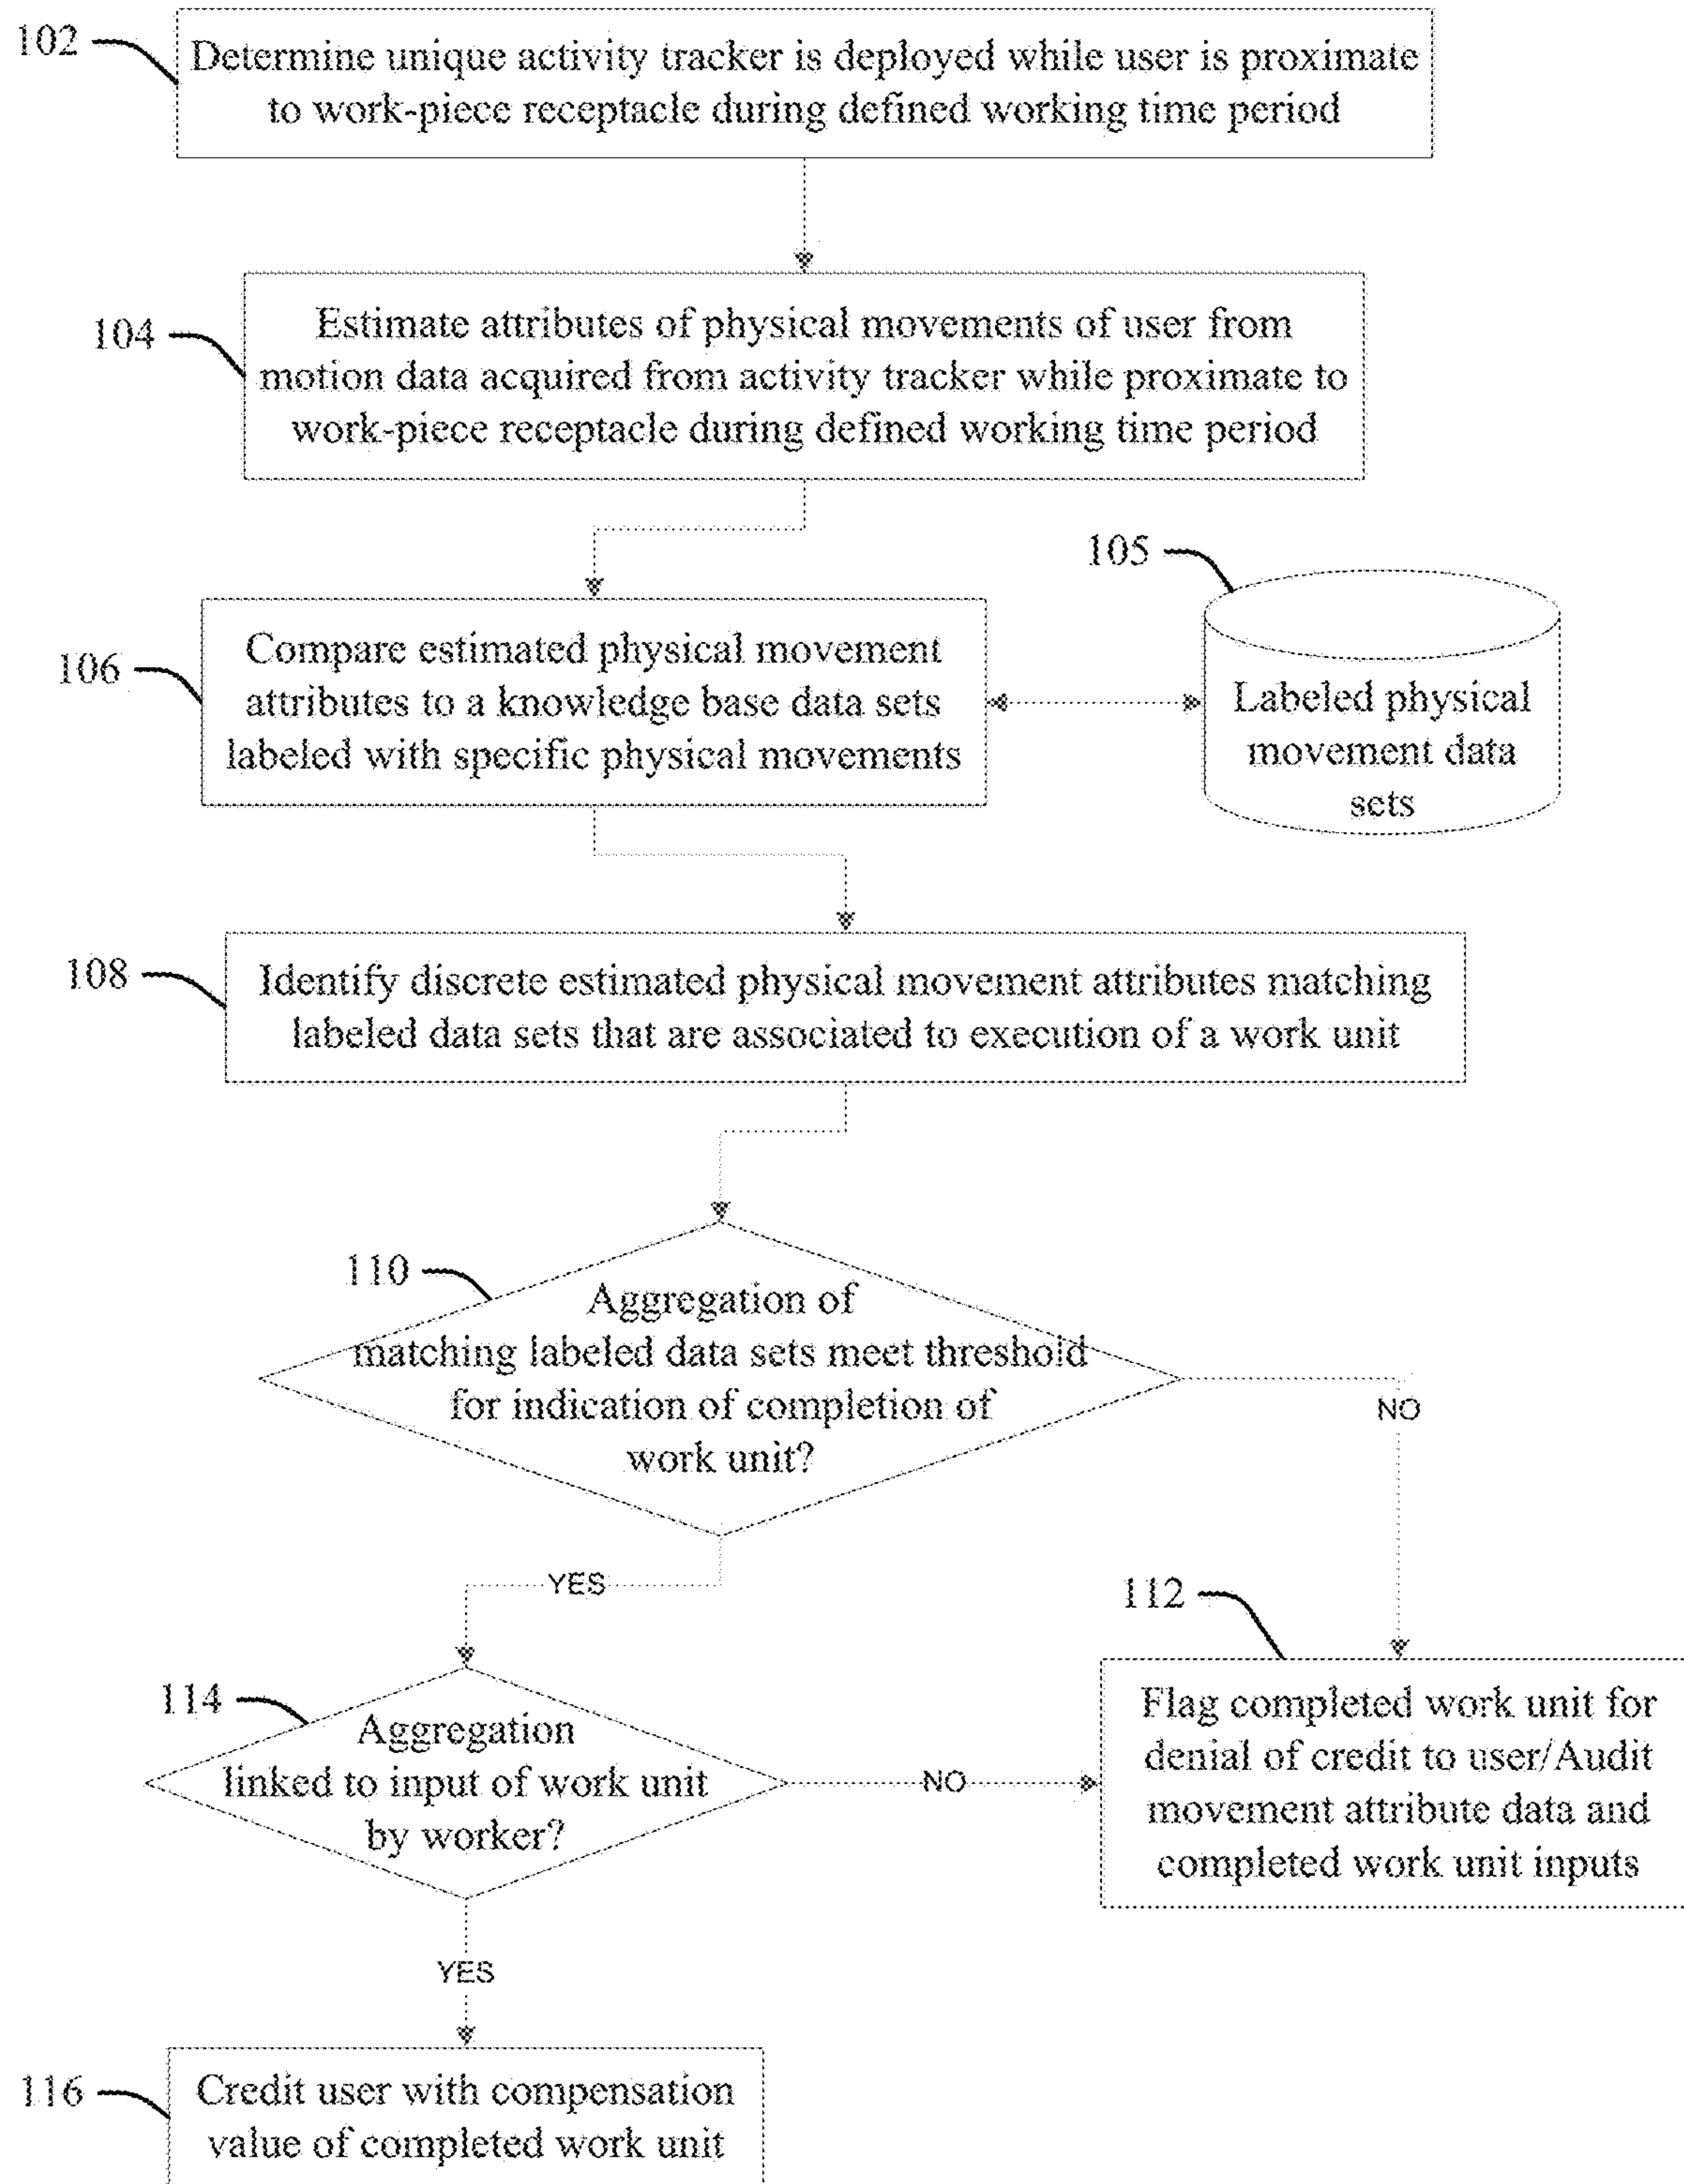 102
Determine unique activity tracker is deployed while user is proximate
to work-piece receptacle during defined working time period
104
Estimate attributes of physical movements of user from
motion data acquired from activity tracker while proximate to
work-piece receptacle during defined working time period
105
106
Compare estimated physical movement
attributes to a knowledge base data sets
labeled with specific physical movements
Labeled physical
movement data
sets
108
Identify discrete estimated physical movement attributes matching
labeled data sets that are associated to execution of a work unit
110
Aggregation of
matching labeled data sets meet threshold
for indication of completion of
work unit?
NO
YES
112
114
Aggregation
linked to input of work unit
by worker?
NO
Flag completed work unit for
denial of credit to user/Audit
movement attribute data and
completed work unit inputs
YES
116
Credit user with compensation
value of completed work unit